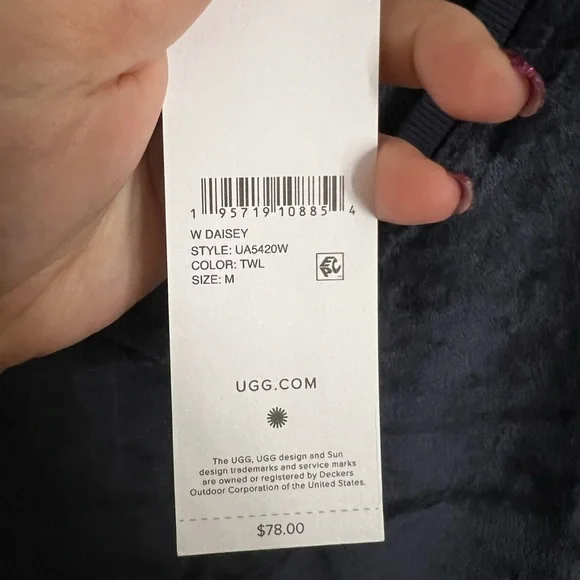 1 95719 10885 4
W DAISEY
STYLE: UA5420W
COLOR: TWL
SIZE: M
EPC
UGG.COM
The UGG, UGG design and Sun
design trademarks and service marks
are owned or registered by Deckers
Outdoor Corporation of the United States.
$78.00